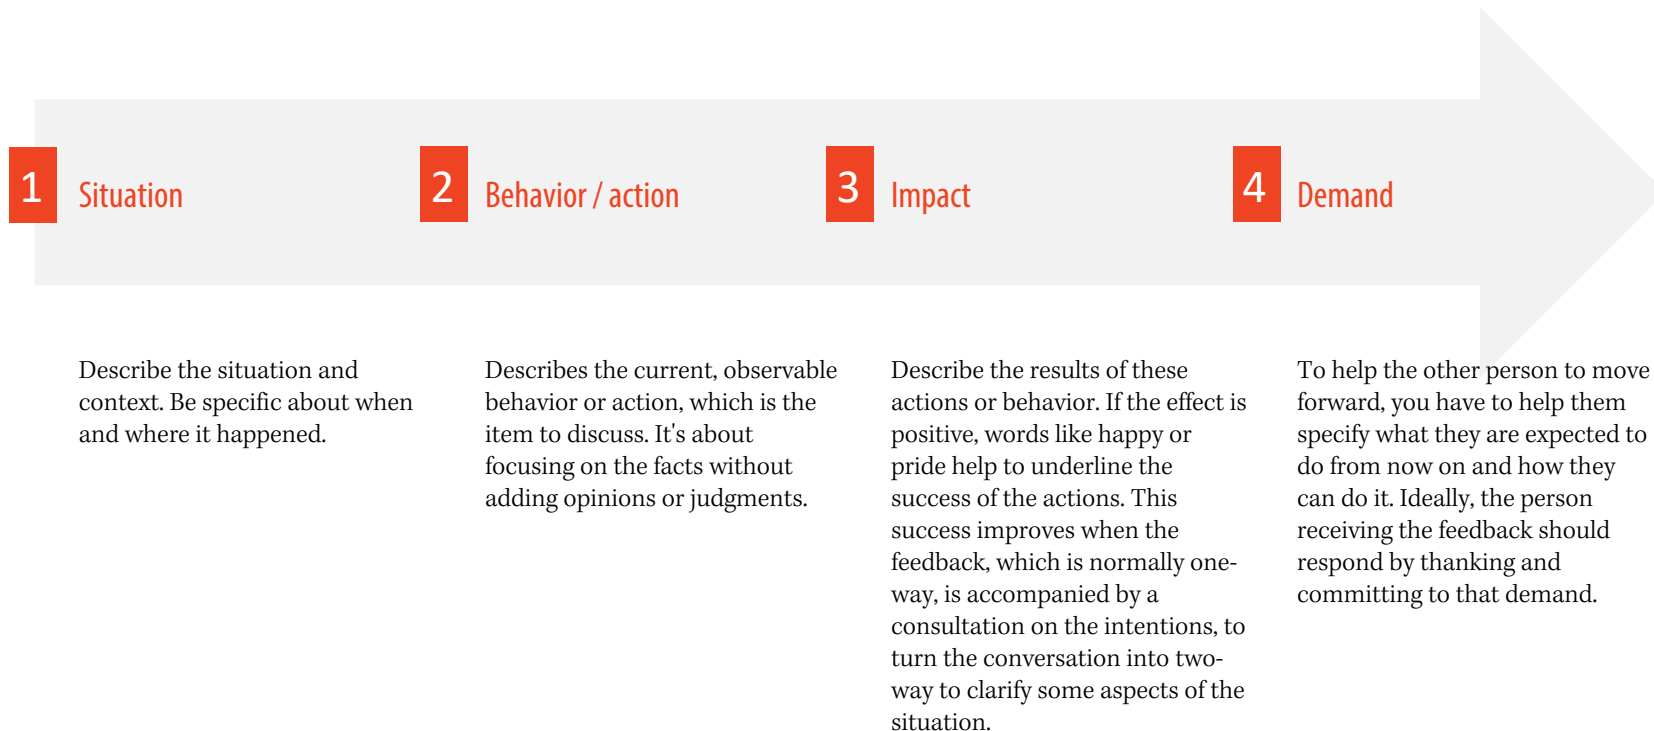 1 Situation
Describe the situation and
context. Be specific about when
and where it happened.
2 Behavior / action
Describes the current, observable
behavior or action, which is the
item to discuss. It's about
focusing on the facts without
adding opinions or judgments.
3 Impact
Describe the results of these
actions or behavior. If the effect is
positive, words like happy or
pride help to underline the
success of the actions. This
success improves when the
feedback, which is normally one-
way, is accompanied by a
consultation on the intentions, to
turn the conversation into two-
way to clarify some aspects of the
situation.
4 Demand
To help the other person to move
forward, you have to help them
specify what they are expected to
do from now on and how they
can do it. Ideally, the person
receiving the feedback should
respond by thanking and
committing to that demand.